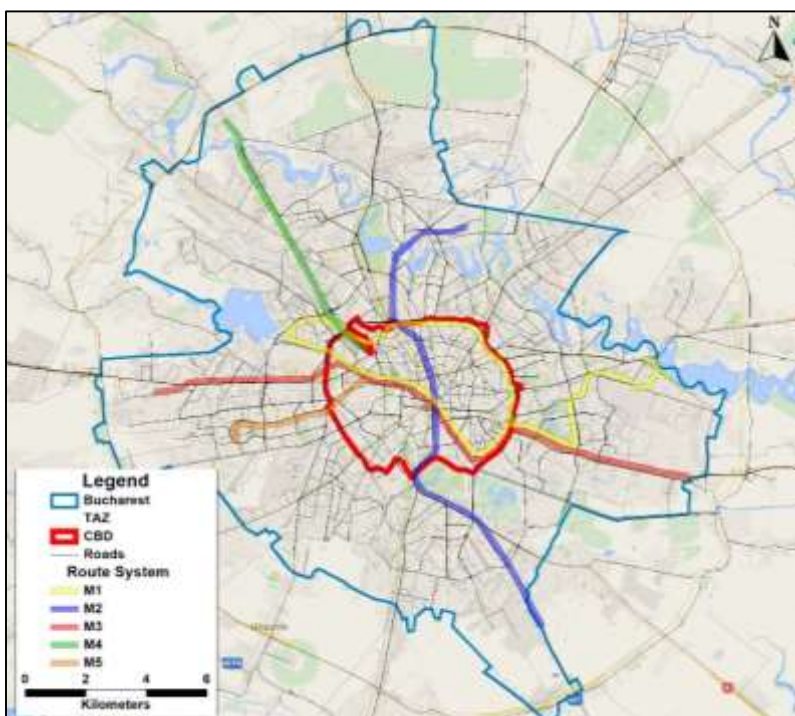 N
Legend
Bucharest
TAZ
CBD
Roads
Route System
M1
M2
M3
M4
M5
0 2 4 6
Kilometers